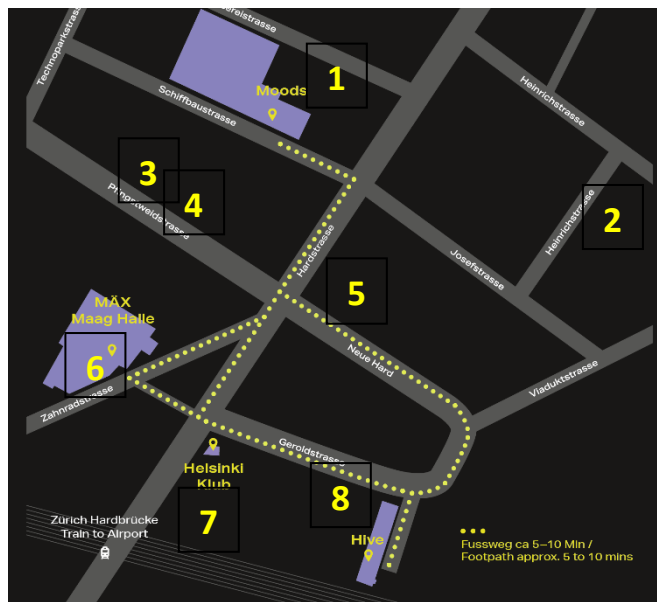 ereistrasse
Technoparkstrasse
1
Moods
Schiffbaustrasse
Heinrichstrasse
3
4
Pfingstweidstrasse
2
Heinrichstrasse
Hardstrasse
Josefstrasse
5
MÄX
Maag Halle
6
Neue Hard
Viaduktstrasse
Zahnradstrasse
Geroldstrasse
Helsinki
Klub
8
7
Zürich Hardbrücke
Train to Airport
Hive
Fussweg ca 5–10 Min /
Footpath approx. 5 to 10 mins